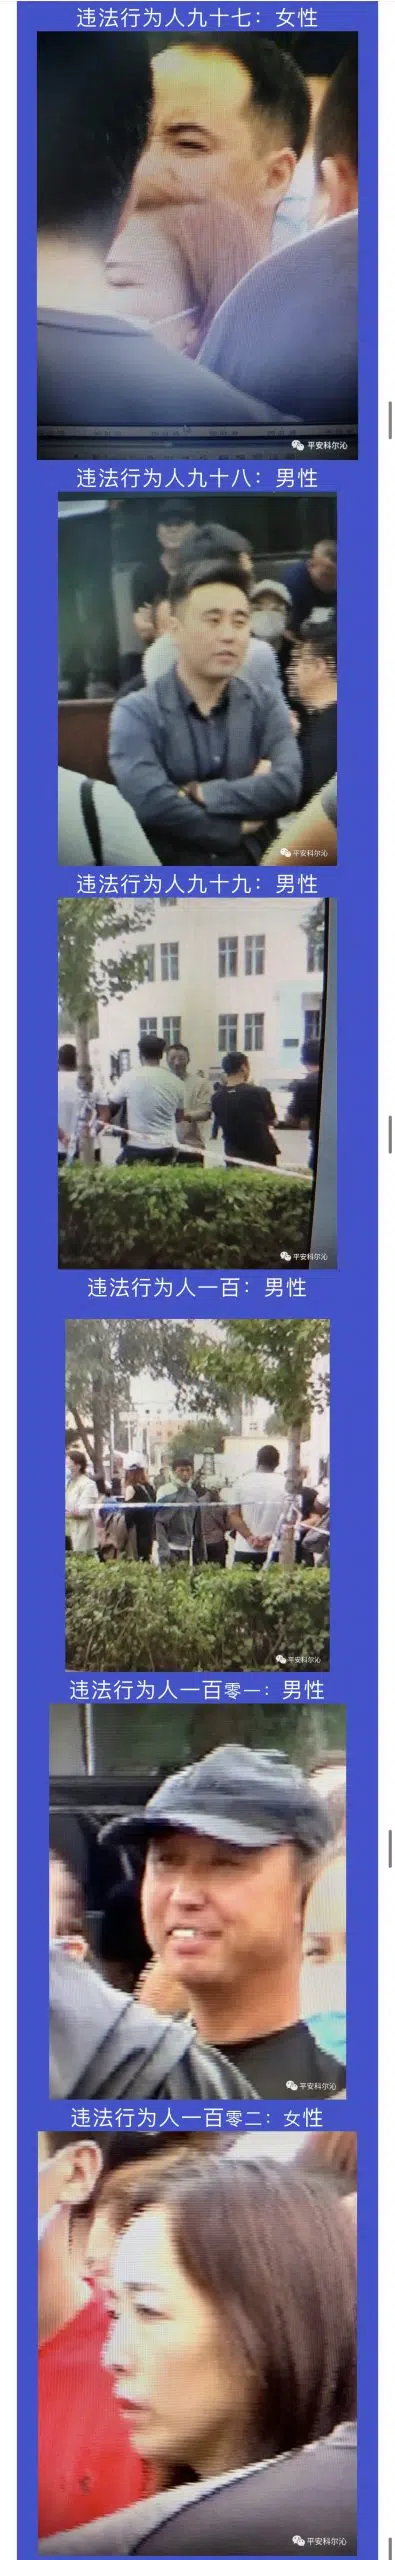 违法行为人九十七：女性
平安科尔沁
违法行为人九十八：男性
平安科尔沁
违法行为人九十九：男性
平安科尔沁
违法行为人一百：男性
平安科尔沁
违法行为人一百零一：男性
平安科尔沁
违法行为人一百零二：女性
平安科尔沁